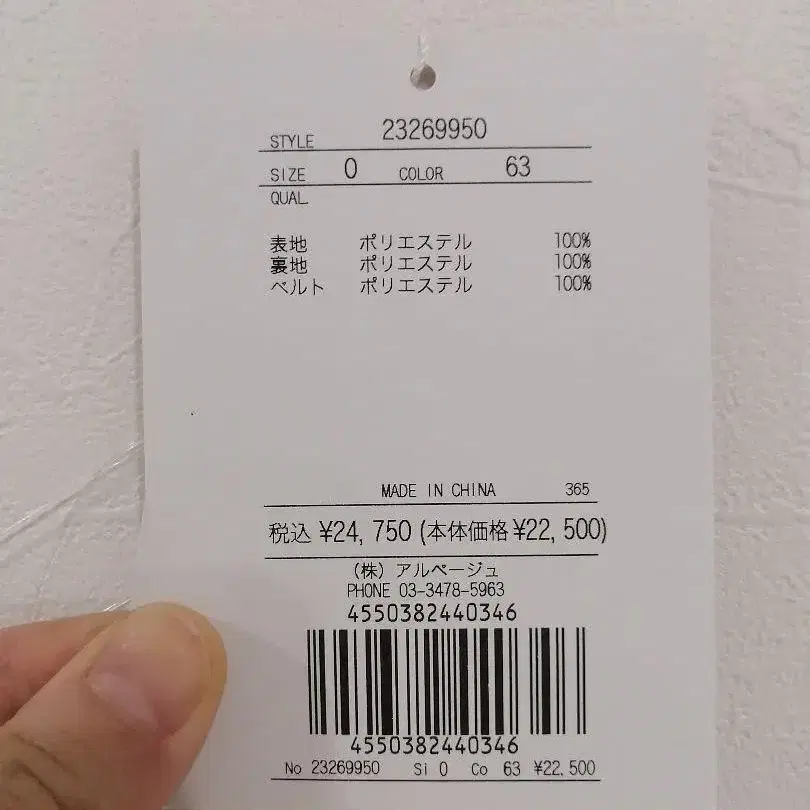 STYLE 23269950
SIZE 0 COLOR 63
QUAL
表地 ポリエステル 100%
裏地 ポリエステル 100%
ベルト ポリエステル 100%
MADE IN CHINA 365
税込 ¥24,750 (本体価格¥22,500)
(株) アルページュ
PHONE 03-3478-5963
4550382440346
4550382440346
No 23269950 Si 0 Co 63 ¥22,500